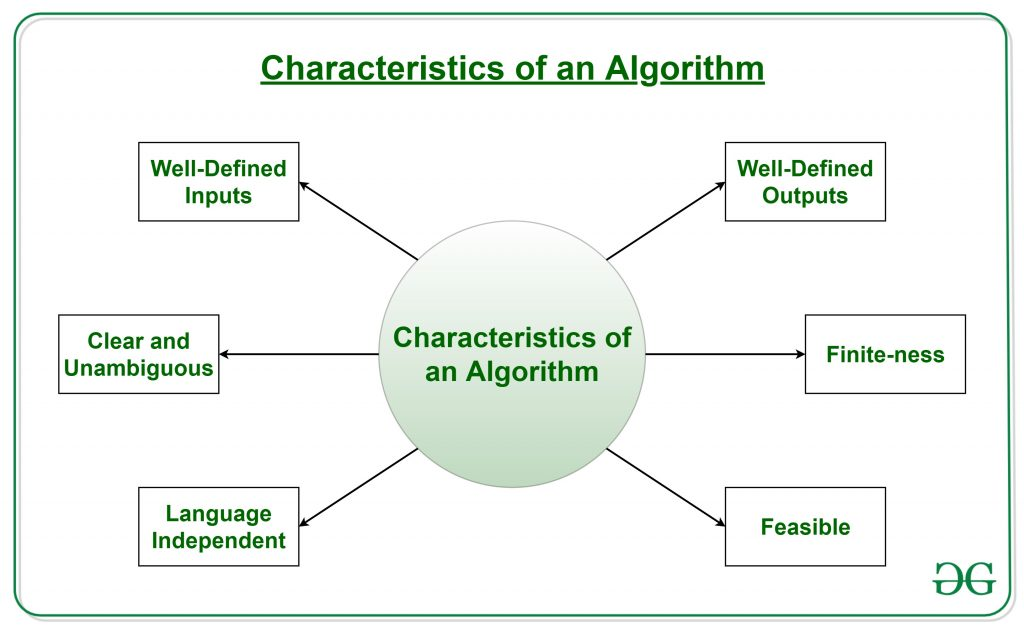 Characteristics of an Algorithm
Well-Defined
Inputs
Well-Defined
Outputs
Clear and
Unambiguous
Characteristics of
an Algorithm
Finite-ness
Language
Independent
Feasible